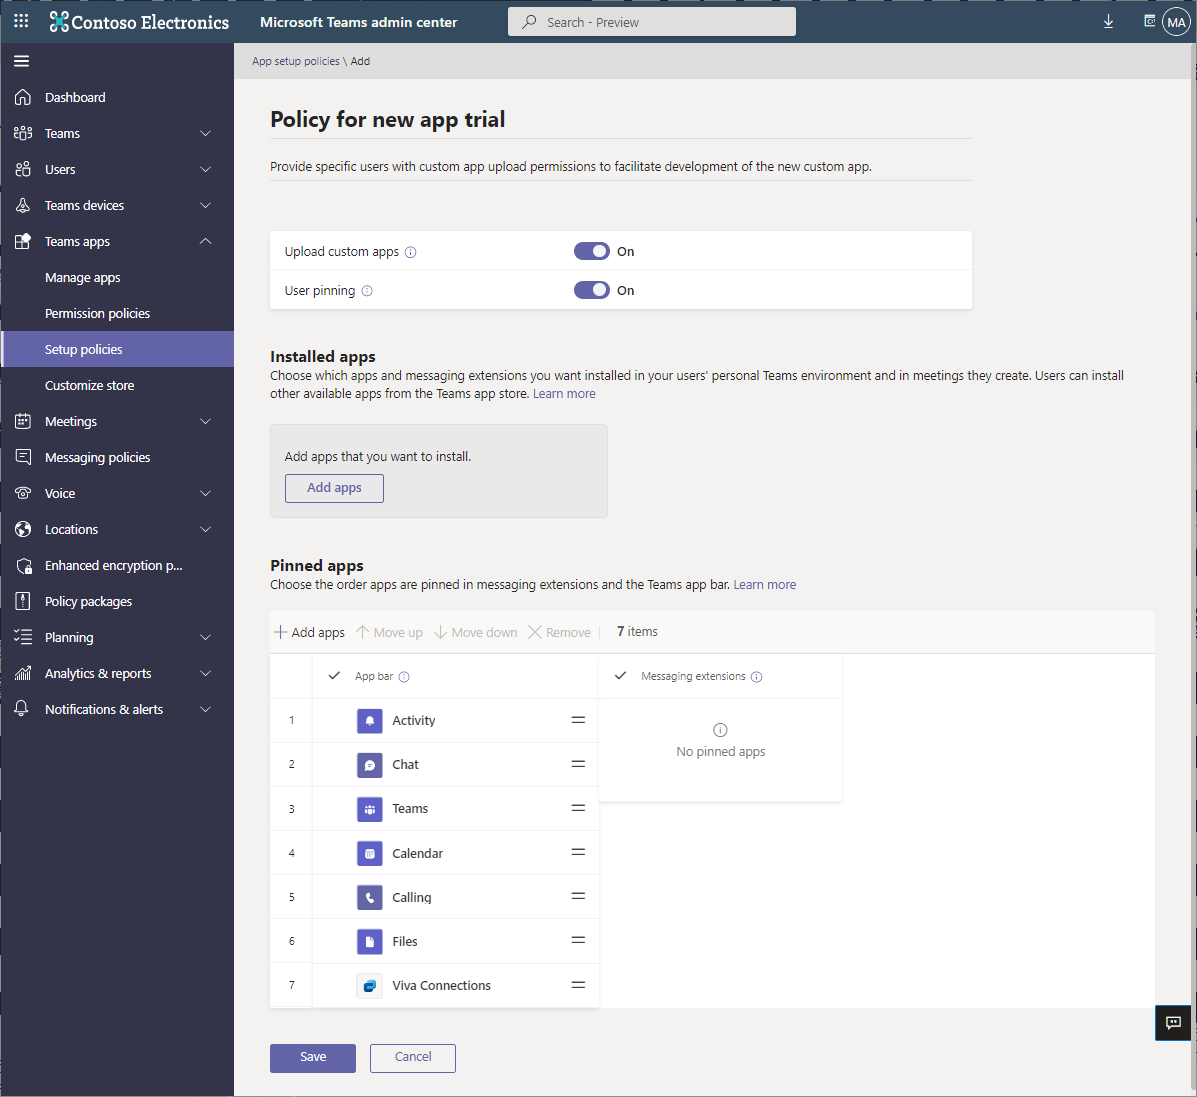 Contoso Electronics
Microsoft Teams admin center
Search - Preview
MA
App setup policies \ Add
Dashboard
Teams
Users
Teams devices
Teams apps
Manage apps
Permission policies
Setup policies
Customize store
Meetings
Messaging policies
Voice
Locations
Enhanced encryption p...
Policy packages
Planning
Analytics & reports
Notifications & alerts
Policy for new app trial
Provide specific users with custom app upload permissions to facilitate development of the new custom app.
Upload custom apps
On
User pinning
On
Installed apps
Choose which apps and messaging extensions you want installed in your users' personal Teams environment and in meetings they create. Users can install
other available apps from the Teams app store. Learn more
Add apps that you want to install.
Add apps
Pinned apps
Choose the order apps are pinned in messaging extensions and the Teams app bar. Learn more
Add apps Move up Move down Remove 7 items
App bar
Messaging extensions
1 Activity
2 Chat
3 Teams
4 Calendar
5 Calling
6 Files
7 Viva Connections
No pinned apps
Save
Cancel